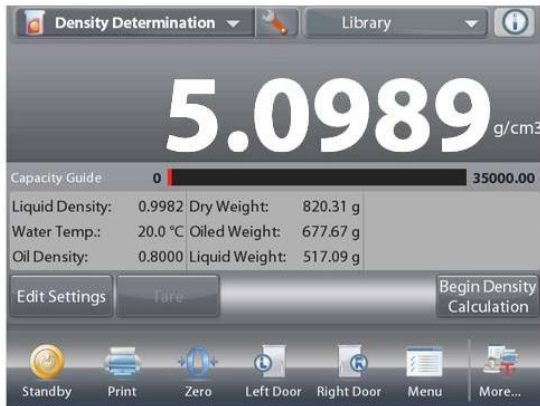 Density Determination Library
5.0989 g/cm3
Capacity Guide 0 35000.00
Liquid Density: 0.9982 Dry Weight: 820.31 g
Water Temp.: 20.0 °C Oiled Weight: 677.67 g
Oil Density: 0.8000 Liquid Weight: 517.09 g
Edit Settings Tare Begin Density
Calculation
Standby Print Zero Left Door Right Door Menu More...